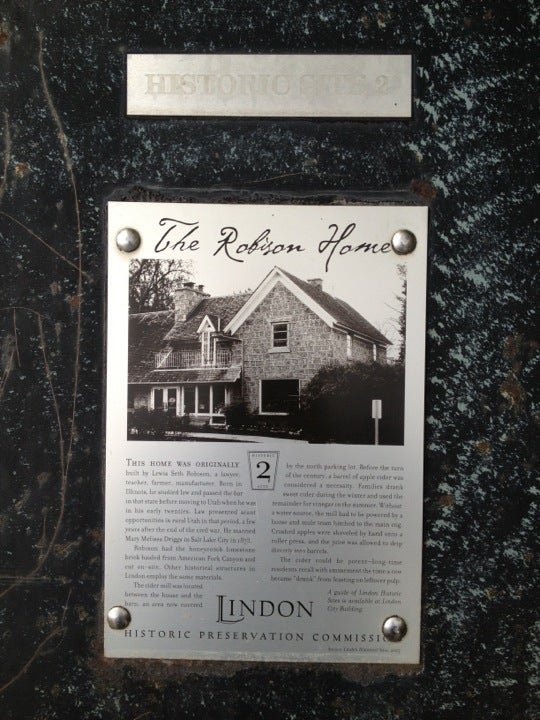 HISTORIC SITE 2
The Robison Home
THIS HOME WAS ORIGINALLY
built by Lewis Seth Robison, a lawyer,
teacher, farmer, manufacturer. Born in
Illinois, he studied law and passed the bar
in that state before moving to Utah when he was
in his early twenties. Law presented scant
opportunities in rural Utah in that period, a few
years after the end of the civil war. He married
Mary Melissa Driggs in Salt Lake City in 1871.
Robison had the honeycomb limestone
brick hauled from American Fork Canyon and
cut on-site. Other historical structures in
Lindon employ the same materials.
The cider mill was located
between the house and the
barn, an area now covered
HISTORIC
2
SITE
by the north parking lot. Before the turn
of the century, a barrel of apple cider was
considered a necessity. Families drank
sweet cider during the winter and used the
remainder for vinegar in the summer. Without
a water source, the mill had to be powered by a
horse and mule team hitched to the main cog.
Crushed apples were shoveled by hand onto a
roller press, and the juice was allowed to drip
directly into barrels.
The cider could be potent–long-time
residents recall with amusement the times a cow
became "drunk" from feasting on leftover pulp.
A guide of Lindon Historic
Sites is available at Lindon
City Building.
LINDON
HISTORIC PRESERVATION COMMISSION
Source: Lindon Historical Sites,